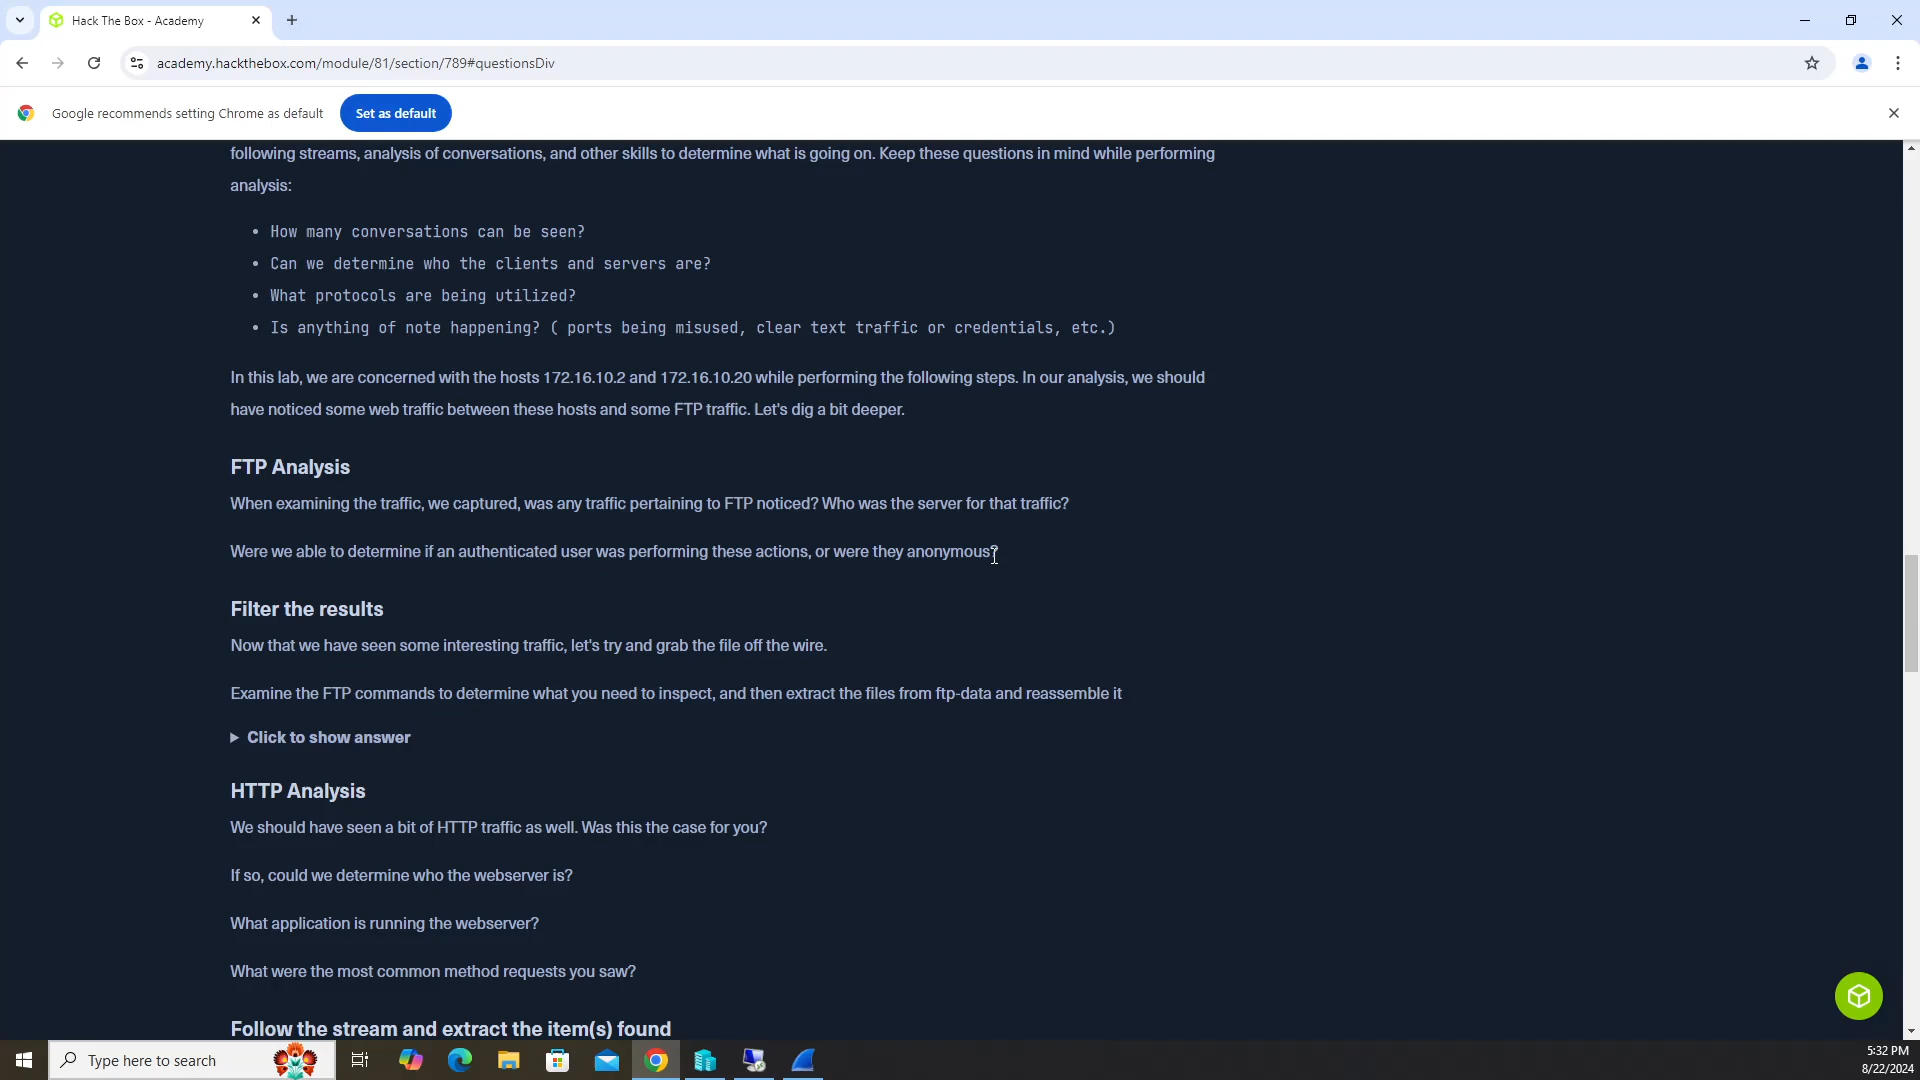 Hack The Box - Academy
academy.hackthebox.com/module/81/section/789#questionsDiv
Google recommends setting Chrome as default
Set as default
following streams, analysis of conversations, and other skills to determine what is going on. Keep these questions in mind while performing
analysis:
• How many conversations can be seen?
• Can we determine who the clients and servers are?
• What protocols are being utilized?
• Is anything of note happening? ( ports being misused, clear text traffic or credentials, etc.)
In this lab, we are concerned with the hosts 172.16.10.2 and 172.16.10.20 while performing the following steps. In our analysis, we should
have noticed some web traffic between these hosts and some FTP traffic. Let's dig a bit deeper.
FTP Analysis
When examining the traffic, we captured, was any traffic pertaining to FTP noticed? Who was the server for that traffic?
Were we able to determine if an authenticated user was performing these actions, or were they anonymous?
Filter the results
Now that we have seen some interesting traffic, let's try and grab the file off the wire.
Examine the FTP commands to determine what you need to inspect, and then extract the files from ftp-data and reassemble it
Click to show answer
HTTP Analysis
We should have seen a bit of HTTP traffic as well. Was this the case for you?
If so, could we determine who the webserver is?
What application is running the webserver?
What were the most common method requests you saw?
Follow the stream and extract the item(s) found
Type here to search
5:32 PM
8/22/2024